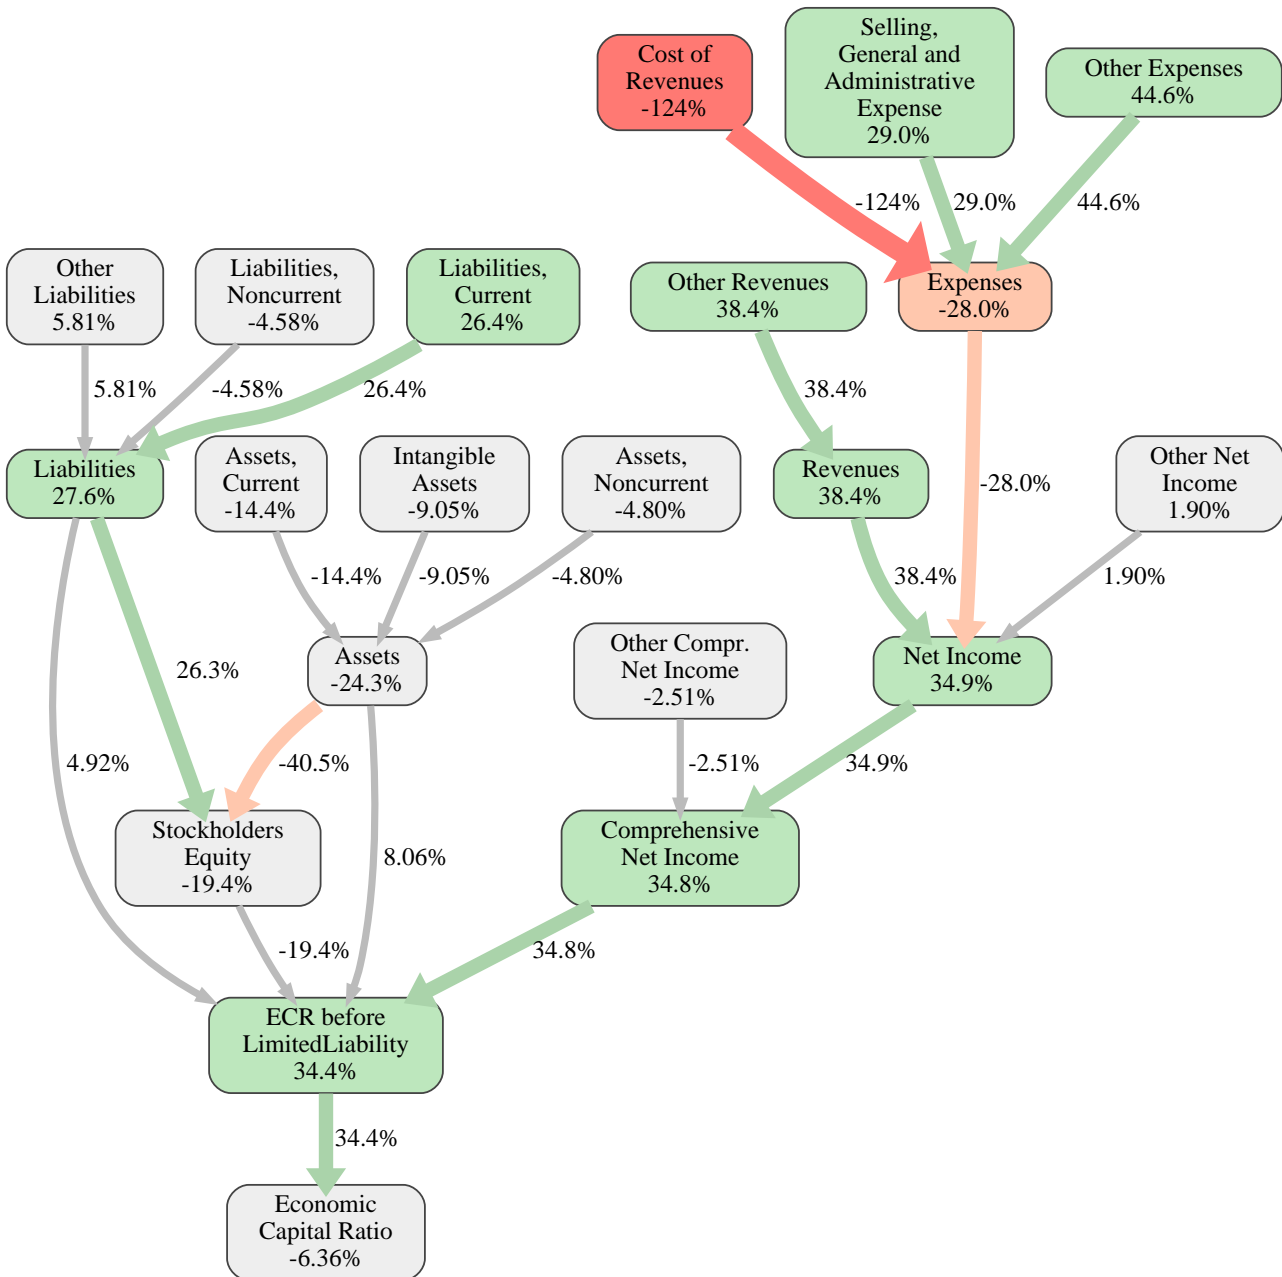 Cost of
Revenues
-124%
Selling,
General and
Administrative
Expense
29.0%
Other Expenses
44.6%
-124%
29.0%
44.6%
Other
Liabilities
5.81%
Liabilities,
Noncurrent
-4.58%
Liabilities,
Current
26.4%
Other Revenues
38.4%
Expenses
-28.0%
5.81%
-4.58%
26.4%
38.4%
-28.0%
Liabilities
27.6%
Assets,
Current
-14.4%
Intangible
Assets
-9.05%
Assets,
Noncurrent
-4.80%
Revenues
38.4%
Other Net
Income
1.90%
-14.4%
-9.05%
-4.80%
38.4%
1.90%
26.3%
Assets
-24.3%
Other Compr.
Net Income
-2.51%
Net Income
34.9%
4.92%
-40.5%
-2.51%
34.9%
Stockholders
Equity
-19.4%
8.06%
Comprehensive
Net Income
34.8%
-19.4%
34.8%
ECR before
LimitedLiability
34.4%
34.4%
Economic
Capital Ratio
-6.36%